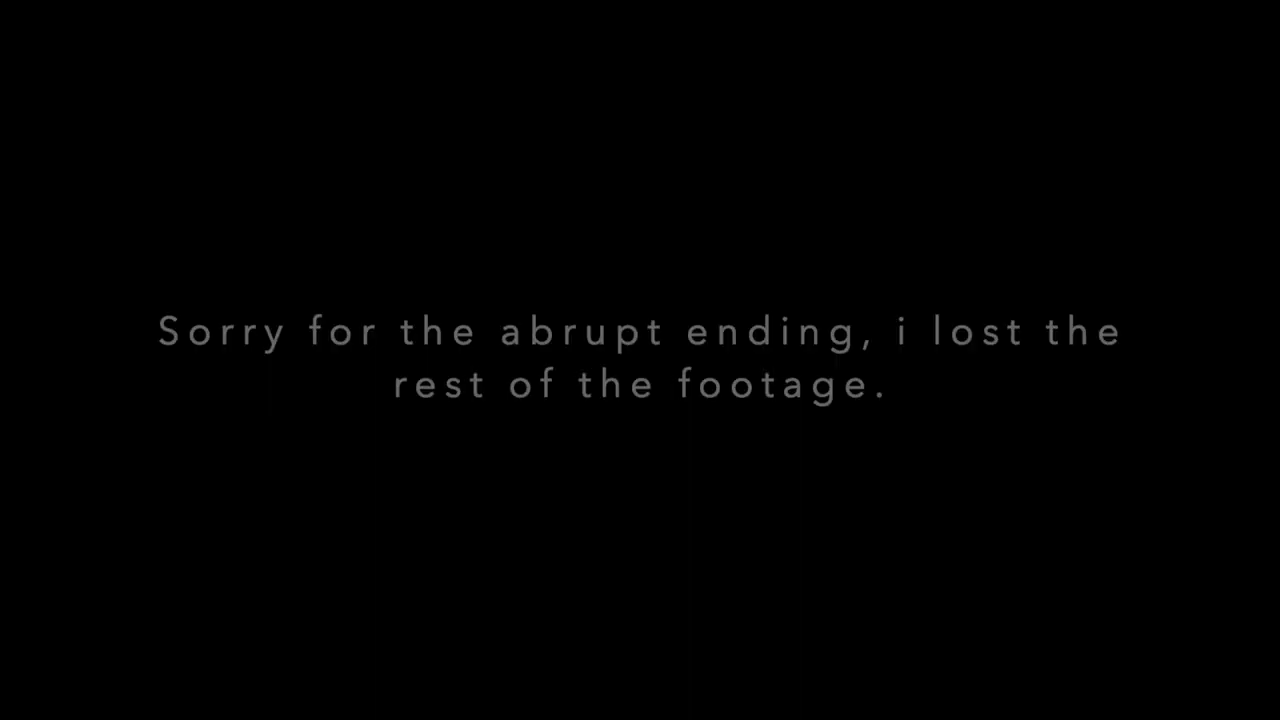 Sorry for the abrupt ending, i lost the
rest of the footage.